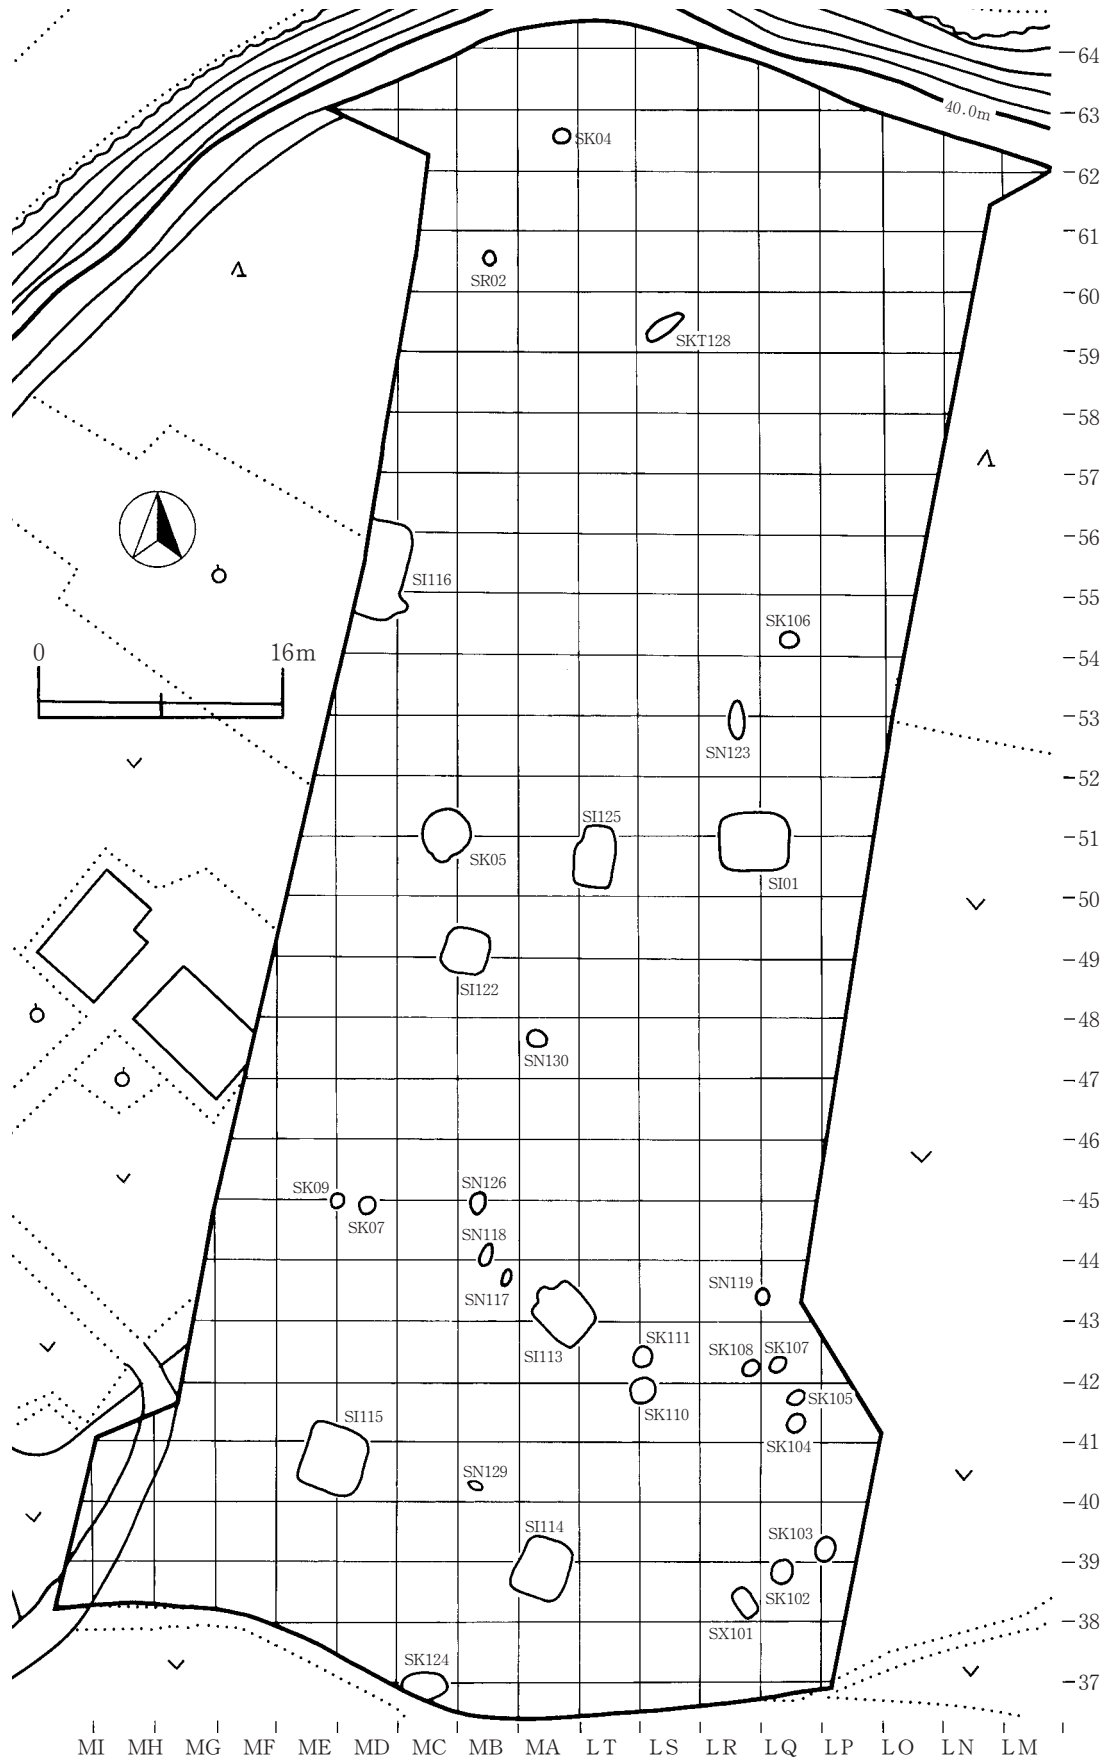 64
40.0m
63
SK04
62
61
SR02
60
SKT128
59
58
57
56
SI116
55
SK106
0 16m
54
53
SN123
52
SI125
51
SK05
SI01
50
49
SI122
48
SN130
47
46
SK09 SN126
45
SK07
SN118
44
SN119
SN117
43
SK111
SK108 SK107
SI113
42
SK105
SK110
SI115
SK104
41
SN129
40
SI114
SK103
39
SK102
38
SX101
SK124
37
MI MH MG MF ME MD MC MB MA LT LS LR LQ LP LO LN LM